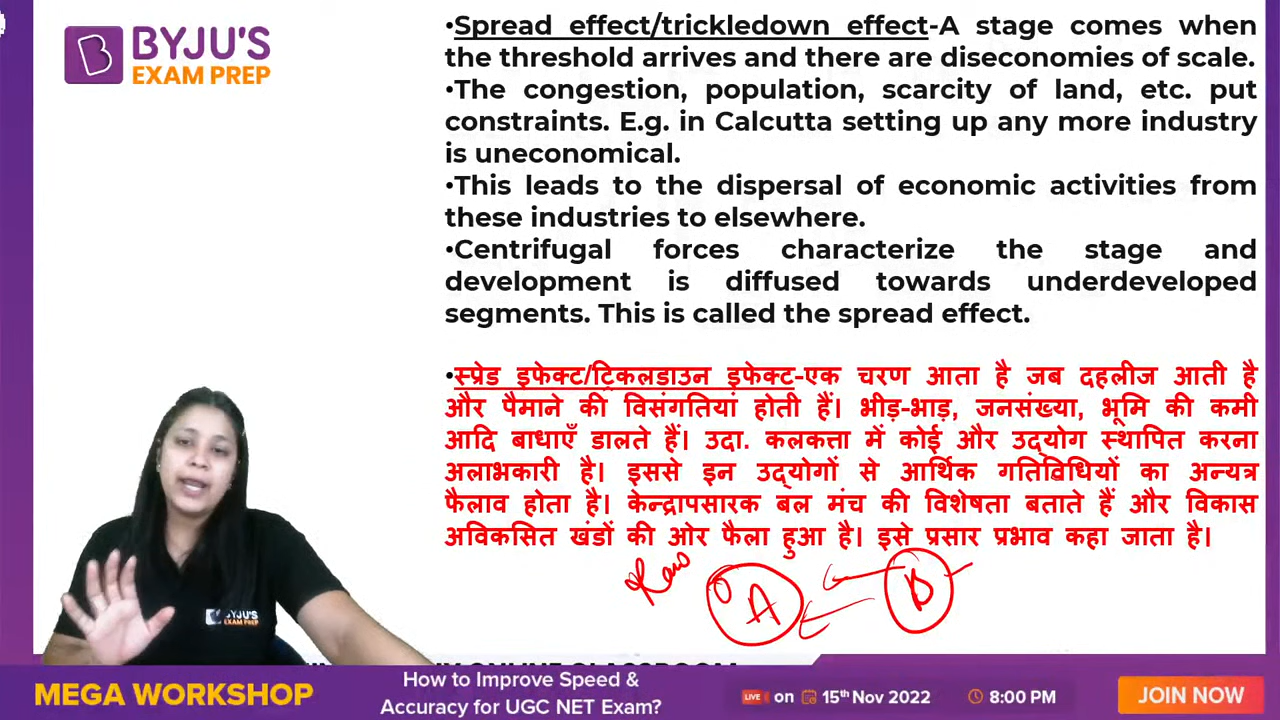 BYJU'S
EXAM PREP
•Spread effect/trickledown effect-A stage comes when
the threshold arrives and there are diseconomies of scale.
•The congestion, population, scarcity of land, etc. put
constraints. E.g. in Calcutta setting up any more industry
is uneconomical.
•This leads to the dispersal of economic activities from
these industries to elsewhere.
•Centrifugal forces characterize the stage and
development is diffused towards underdeveloped
segments. This is called the spread effect.
•स्प्रेड इफेक्ट/ट्रिकलडाउन इफेक्ट-एक चरण आता है जब दहलीज आती है
और पैमाने की विसंगतियां होती हैं। भीड़-भाड़, जनसंख्या, भूमि की कमी
आदि बाधाएँ डालते हैं। उदा. कलकत्ता में कोई और उद्योग स्थापित करना
अलाभकारी है। इससे इन उद्योगों से आर्थिक गतिविधियों का अन्यत्र
फैलाव होता है। केन्द्रापसारक बल मंच की विशेषता बताते हैं और विकास
अविकसित खंडों की ओर फैला हुआ है। इसे प्रसार प्रभाव कहा जाता है।
A
B
BYJU'S
EXAM PREP
ONLINE CLASSROOM
MEGA WORKSHOP
How to Improve Speed &
Accuracy for UGC NET Exam?
LIVE on 15th Nov 2022 8:00 PM
JOIN NOW